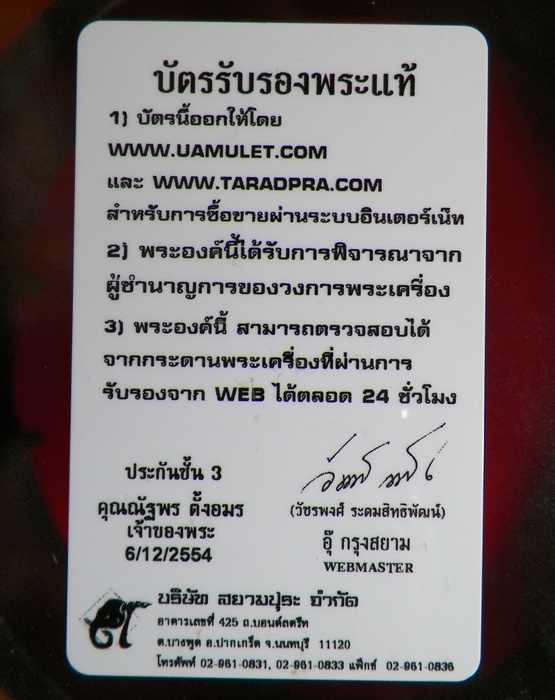 บัตรรับรองพระแท้
1) บัตรนี้ออกให้โดย
WWW.UAMULET.COM
และ WWW.TARADPRA.COM
สำหรับการซื้อขายผ่านระบบอินเตอร์เน็ท
2) พระองค์นี้ได้รับการพิจารณาจาก
ผู้ชำนาญการของวงการพระเครื่อง
3) พระองค์นี้ สามารถตรวจสอบได้
จากกระดานพระเครื่องที่ผ่านการ
รับรองจาก WEB ได้ตลอด 24 ชั่วโมง
ประกันชั้น 3
คุณณัฐพร ตั้งอมร
เจ้าของพระ
6/12/2554
(วัชรพงศ์ ระดมสิทธิพัฒน์)
อุ๊ กรุงสยาม
WEBMASTER
บริษัท สยามปุระ จำกัด
อาคารเลขที่ 425 ถ.บอนด์สตรีท
ต.บางพูด อ.ปากเกร็ด จ.นนทบุรี 11120
โทรศัพท์ 02-961-0831, 02-961-0833 แฟ็กซ์ 02-961-0836